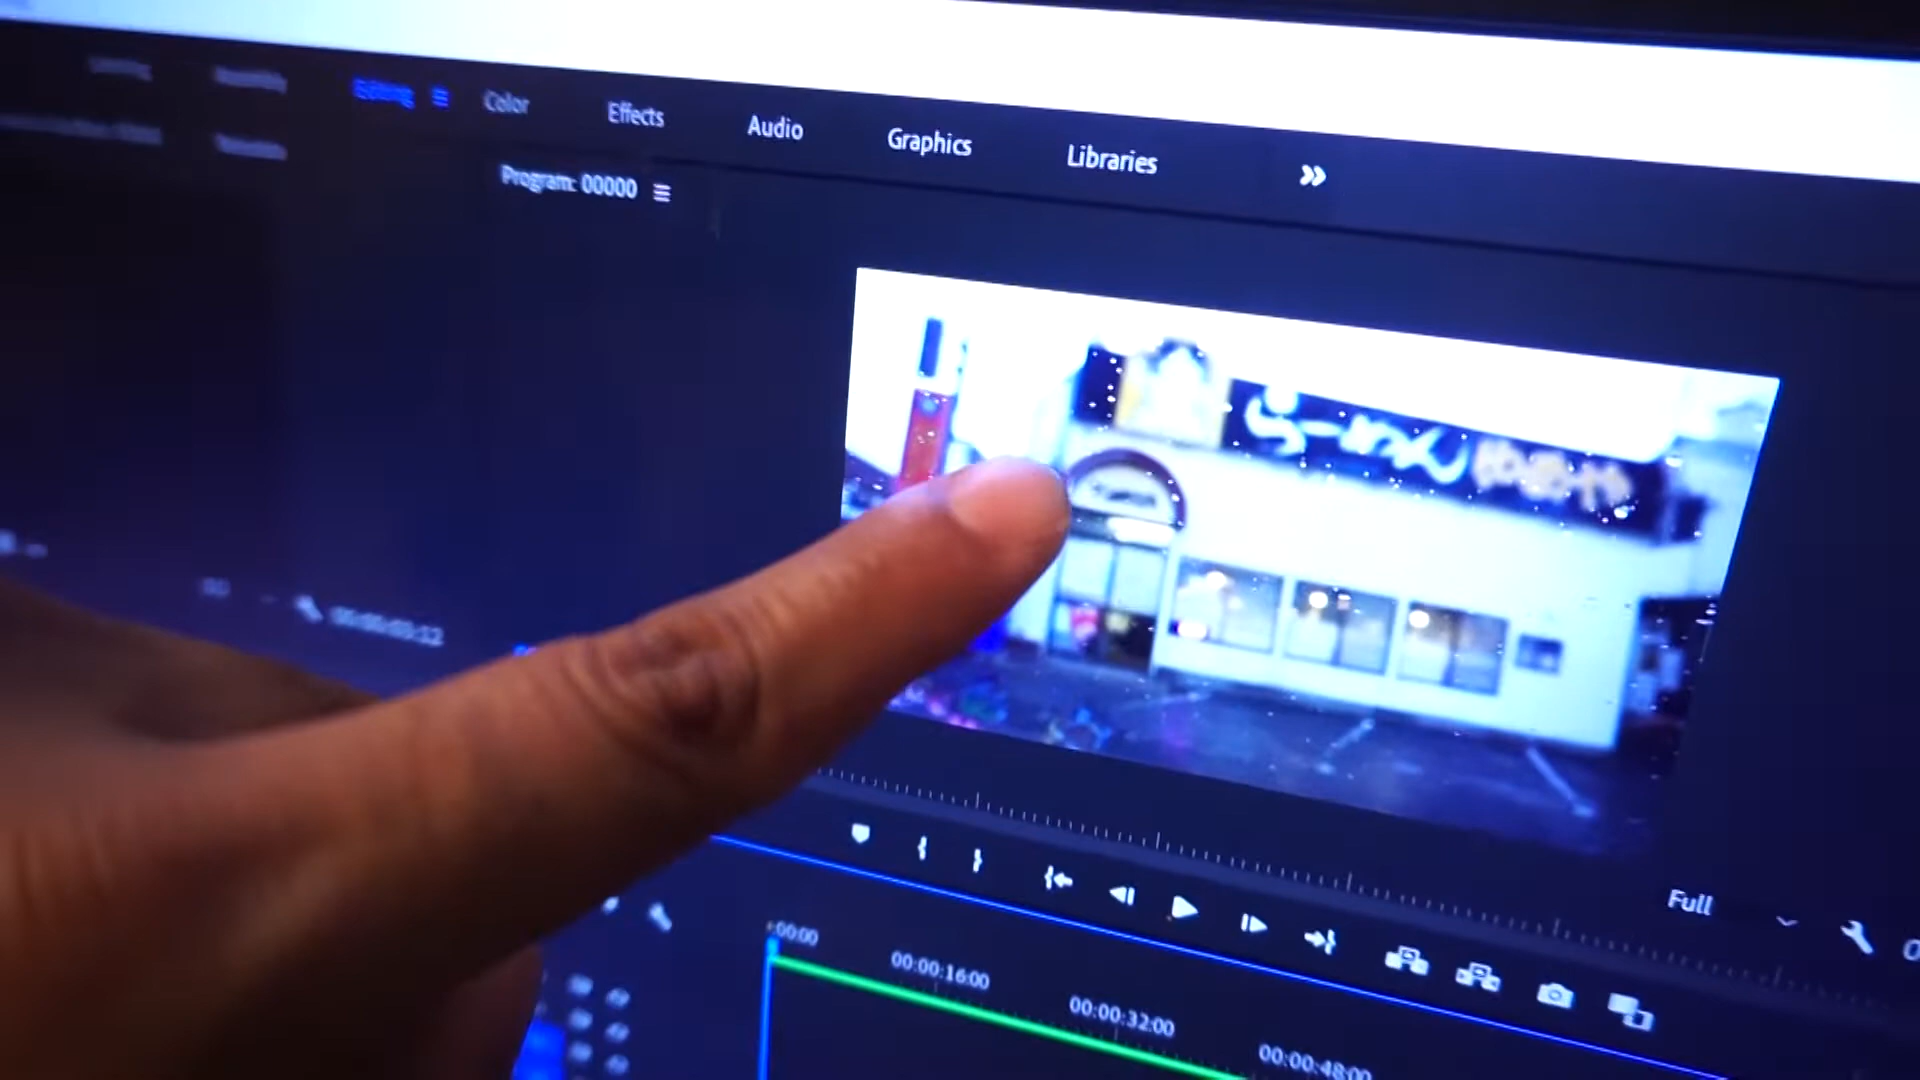 Editing
Color
Effects
Audio
Graphics
Libraries
Program: 00000
らーめん
Full
:00:00
00:00:16:00
00:00:32:00
00:00:48:00